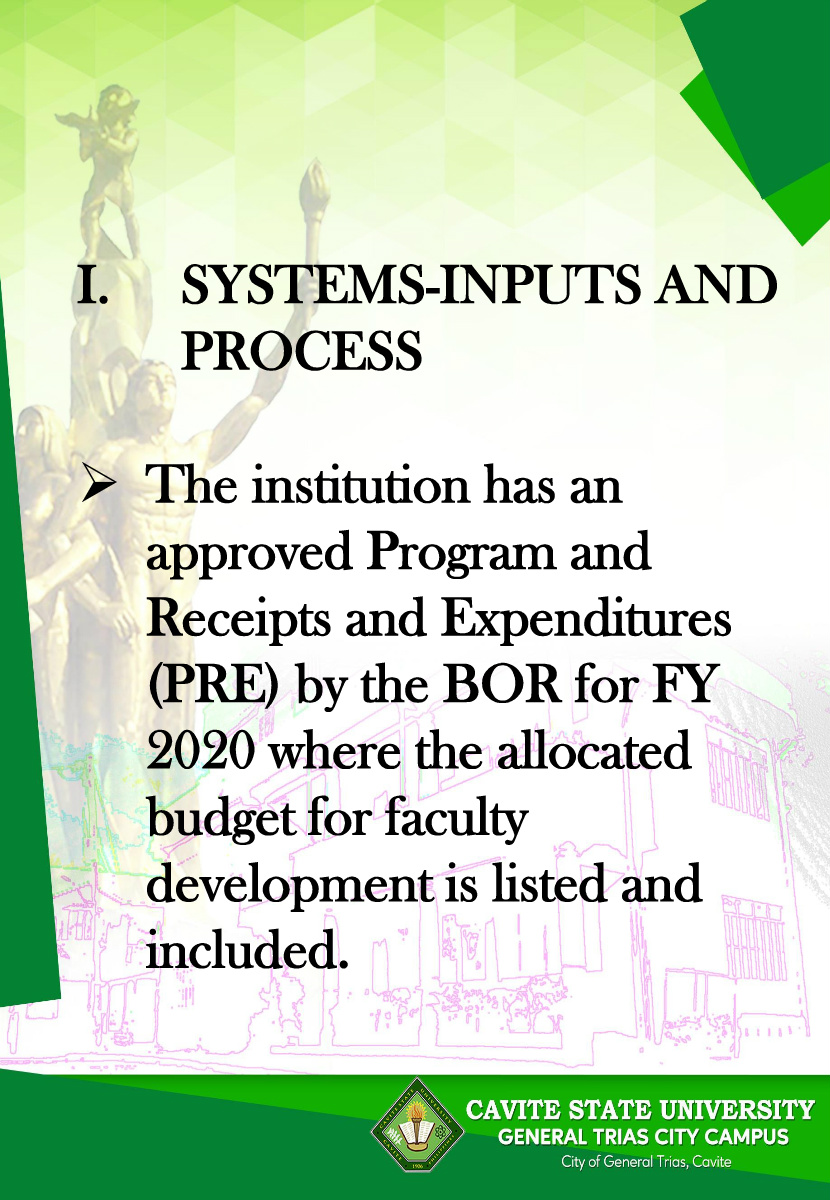 I. SYSTEMS-INPUTS AND
PROCESS
➢ The institution has an
approved Program and
Receipts and Expenditures
(PRE) by the BOR for FY
2020 where the allocated
budget for faculty
development is listed and
included.
CAVITE STATE UNIVERSITY
GENERAL TRIAS CITY CAMPUS
City of General Trias, Cavite
1906